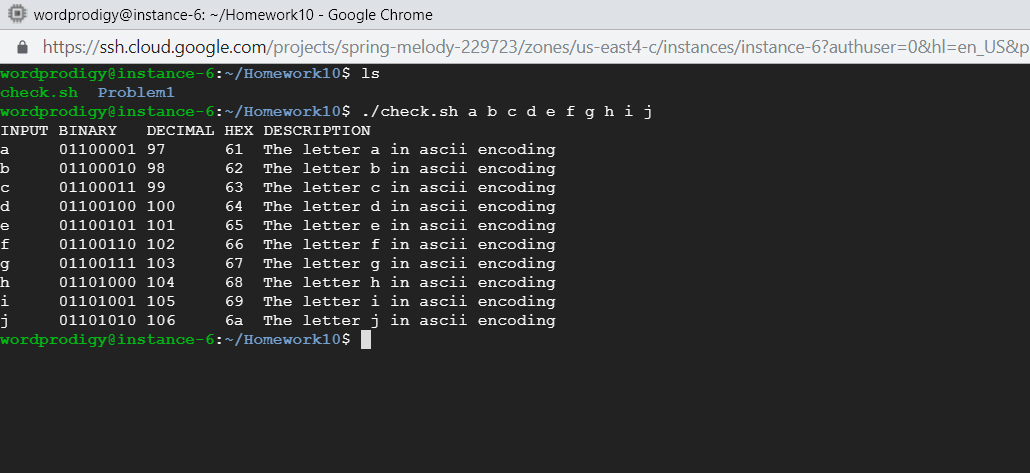 wordprodigy@instance-6: ~/Homework10 - Google Chrome
https://ssh.cloud.google.com/projects/spring-melody-229723/zones/us-east4-c/instances/instance-6?authuser=0&hl=en_US&p
wordprodigy@instance-6:~/Homework10$ ls
check.sh  Problem1
wordprodigy@instance-6:~/Homework10$ ./check.sh a b c d e f g h i j
INPUT BINARY   DECIMAL HEX DESCRIPTION
a     01100001 97      61  The letter a in ascii encoding
b     01100010 98      62  The letter b in ascii encoding
c     01100011 99      63  The letter c in ascii encoding
d     01100100 100     64  The letter d in ascii encoding
e     01100101 101     65  The letter e in ascii encoding
f     01100110 102     66  The letter f in ascii encoding
g     01100111 103     67  The letter g in ascii encoding
h     01101000 104     68  The letter h in ascii encoding
i     01101001 105     69  The letter i in ascii encoding
j     01101010 106     6a  The letter j in ascii encoding
wordprodigy@instance-6:~/Homework10$